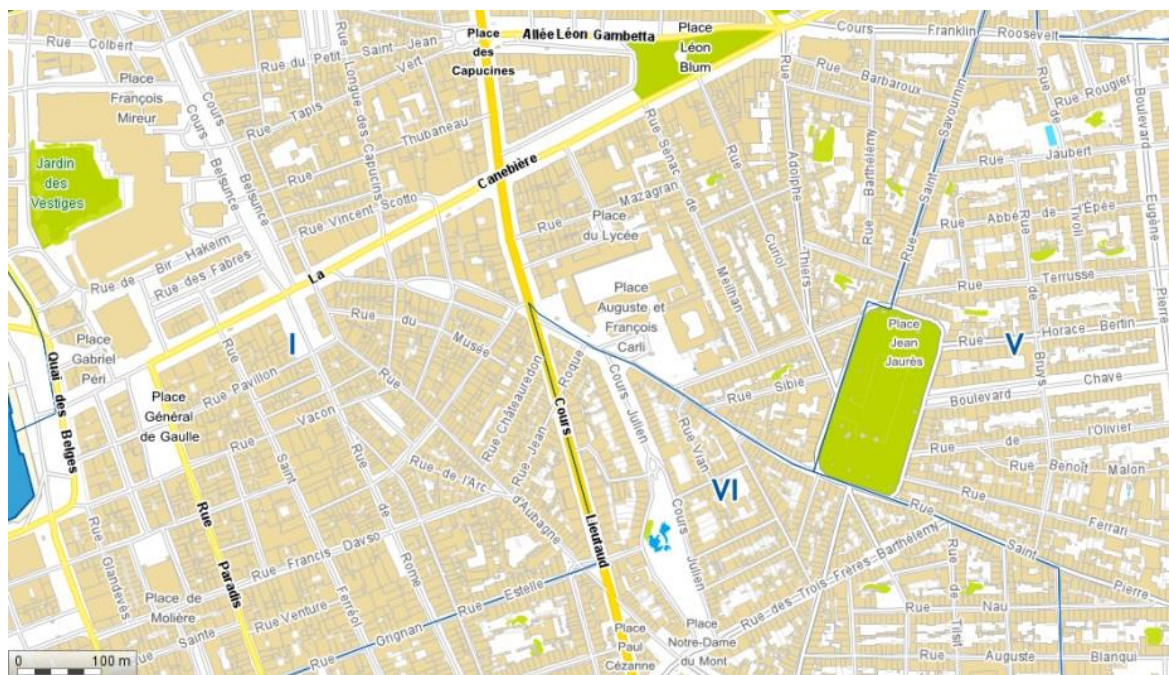 Rue Colbert
Place
François
Mireur
Jardin
des
Vestiges
Cours
Belsunce
Cours
Belsunce
Rue du Petit Saint Jean
Rue Longue des Capucins
Rue Tapis Vert
Rue Thubaneau
Rue Vincent Scotto
Rue de Bir Hakeim
Rue des Fabres
La Canebière
Place
des
Capucines
Allée Léon Gambetta
Place
Léon
Blum
Cours Franklin Roosevelt
Rue Barbaroux
Rue Saint Savournin
Rue Barthélémy
Rue Adolphe Thiers
Rue Curiol
Rue Sénac de Meilhan
Rue Mazagran
Place
du Lycée
Place
Auguste et
François
Carli
Rue de
Rue Rougier
Rue Jaubert
Boulevard Eugène Pierre
Rue Abbé de l'Épée
Rue de Bruys
Tivoli
Rue Terrusse
Rue Horace Bertin
Place
Jean
Jaurès
V
Boulevard Chave
Rue de l'Olivier
Rue Benoît Malon
Rue Ferrari
Rue Saint Pierre
Rue Sibié
Rue Vian
VI
I
Cours Julien
Cours Julien
Cours Lieutaud
Rue du Musée
Rue Châteauredon
Rue Jean Roque
Rue de l'Arc
Rue d'Aubagne
Place
Gabriel
Péri
Quai des Belges
Place
Général
de Gaulle
Rue Pavillon
Rue Vacon
Rue Saint Ferréol
Rue de Rome
Rue Paradis
Rue Francis Davso
Rue Glandevès
Place de
Molière
Rue Sainte
Rue Venture
Rue Grignan
Rue Estelle
Place
Paul
Cézanne
Place
Notre-Dame
du Mont
Rue des Trois-Frères-Barthélemy
Rue de Tilsit
Rue Nau
Rue Auguste Blanqui
0 100 m